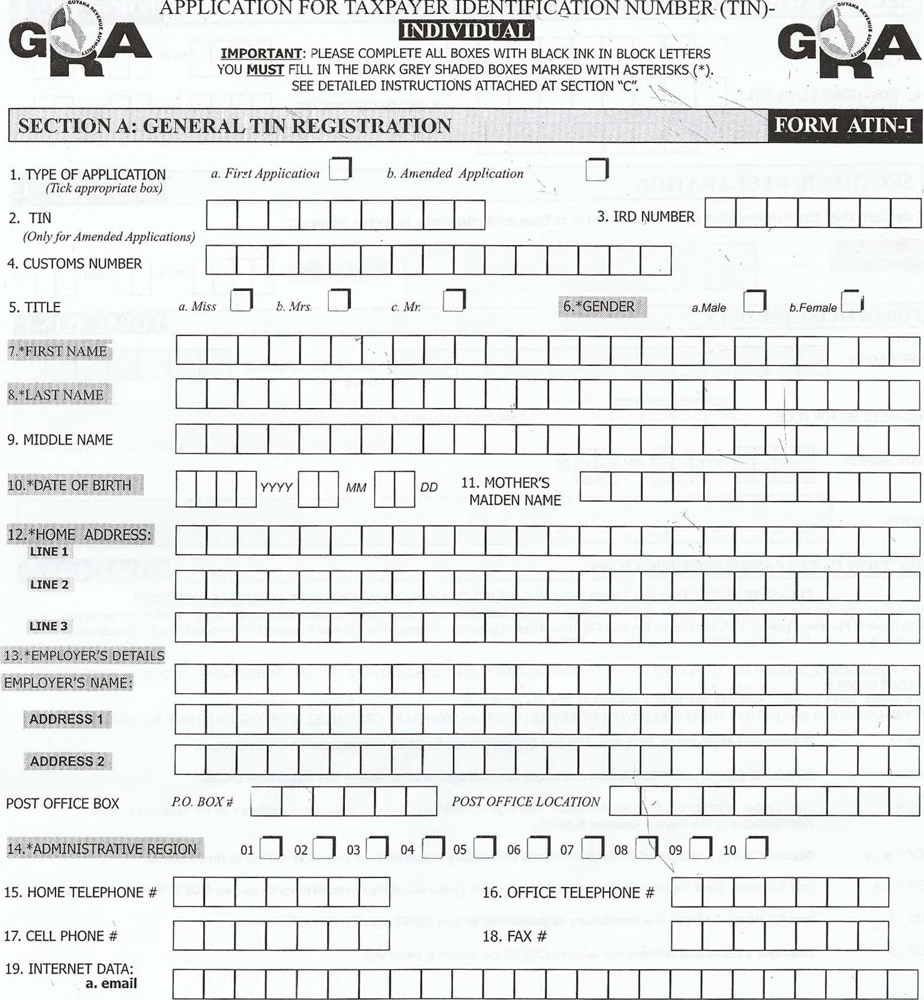 APPLICATION FOR TAXPAYER IDENTIFICATION NUMBER (TIN)-
INDIVIDUAL
GRA
GUYANA REVENUE AUTHORITY
GRA
GUYANA REVENUE AUTHORITY
IMPORTANT: PLEASE COMPLETE ALL BOXES WITH BLACK INK IN BLOCK LETTERS
YOU MUST FILL IN THE DARK GREY SHADED BOXES MARKED WITH ASTERISKS (*).
SEE DETAILED INSTRUCTIONS ATTACHED AT SECTION "C".
SECTION A: GENERAL TIN REGISTRATION FORM ATIN-I
1. TYPE OF APPLICATION a. First Application b. Amended Application
(Tick appropriate box)
2. TIN 3. IRD NUMBER
(Only for Amended Applications)
4. CUSTOMS NUMBER
5. TITLE a. Miss b. Mrs. c. Mr. 6.*GENDER a.Male b.Female
7.*FIRST NAME
8.*LAST NAME
9. MIDDLE NAME
10.*DATE OF BIRTH YYYY MM DD 11. MOTHER'S
MAIDEN NAME
12.*HOME ADDRESS:
LINE 1
LINE 2
LINE 3
13.*EMPLOYER'S DETAILS
EMPLOYER'S NAME:
ADDRESS 1
ADDRESS 2
POST OFFICE BOX P.O. BOX # POST OFFICE LOCATION
14.*ADMINISTRATIVE REGION 01 02 03 04 05 06 07 08 09 10
15. HOME TELEPHONE # 16. OFFICE TELEPHONE #
17. CELL PHONE # 18. FAX #
19. INTERNET DATA:
a. email